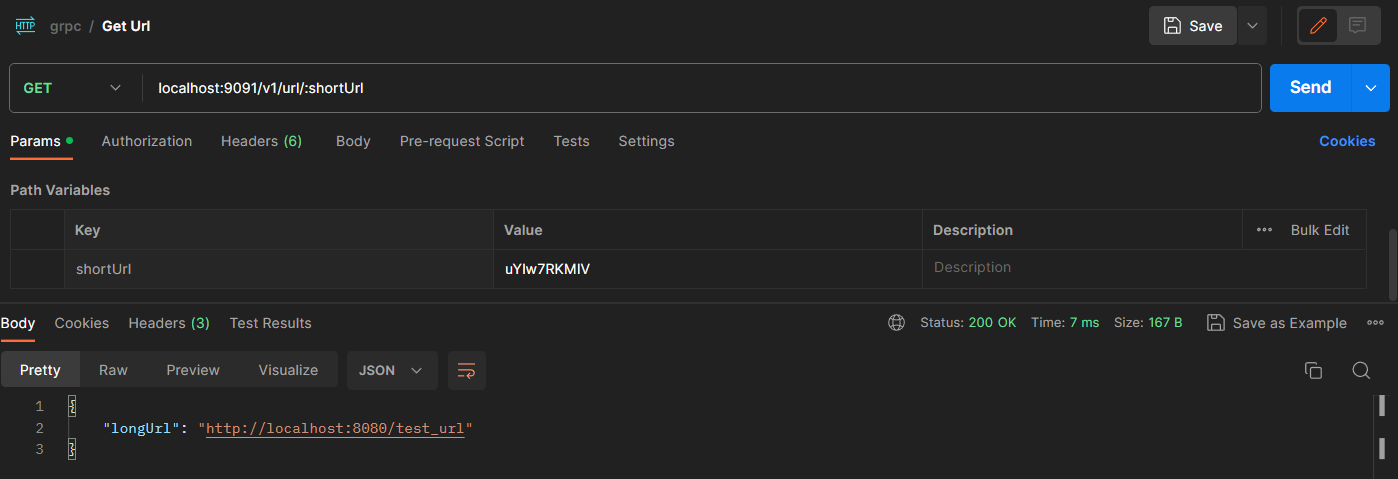 HTTP grpc / Get Url Save
GET localhost:9091/v1/url/:shortUrl Send
Params Authorization Headers (6) Body Pre-request Script Tests Settings Cookies
Path Variables
Key Value Description ••• Bulk Edit
shortUrl uYIw7RKMIV Description
Body Cookies Headers (3) Test Results Status: 200 OK Time: 7 ms Size: 167 B Save as Example •••
Pretty Raw Preview Visualize JSON
1 {
2 "longUrl": "http://localhost:8080/test_url"
3 }